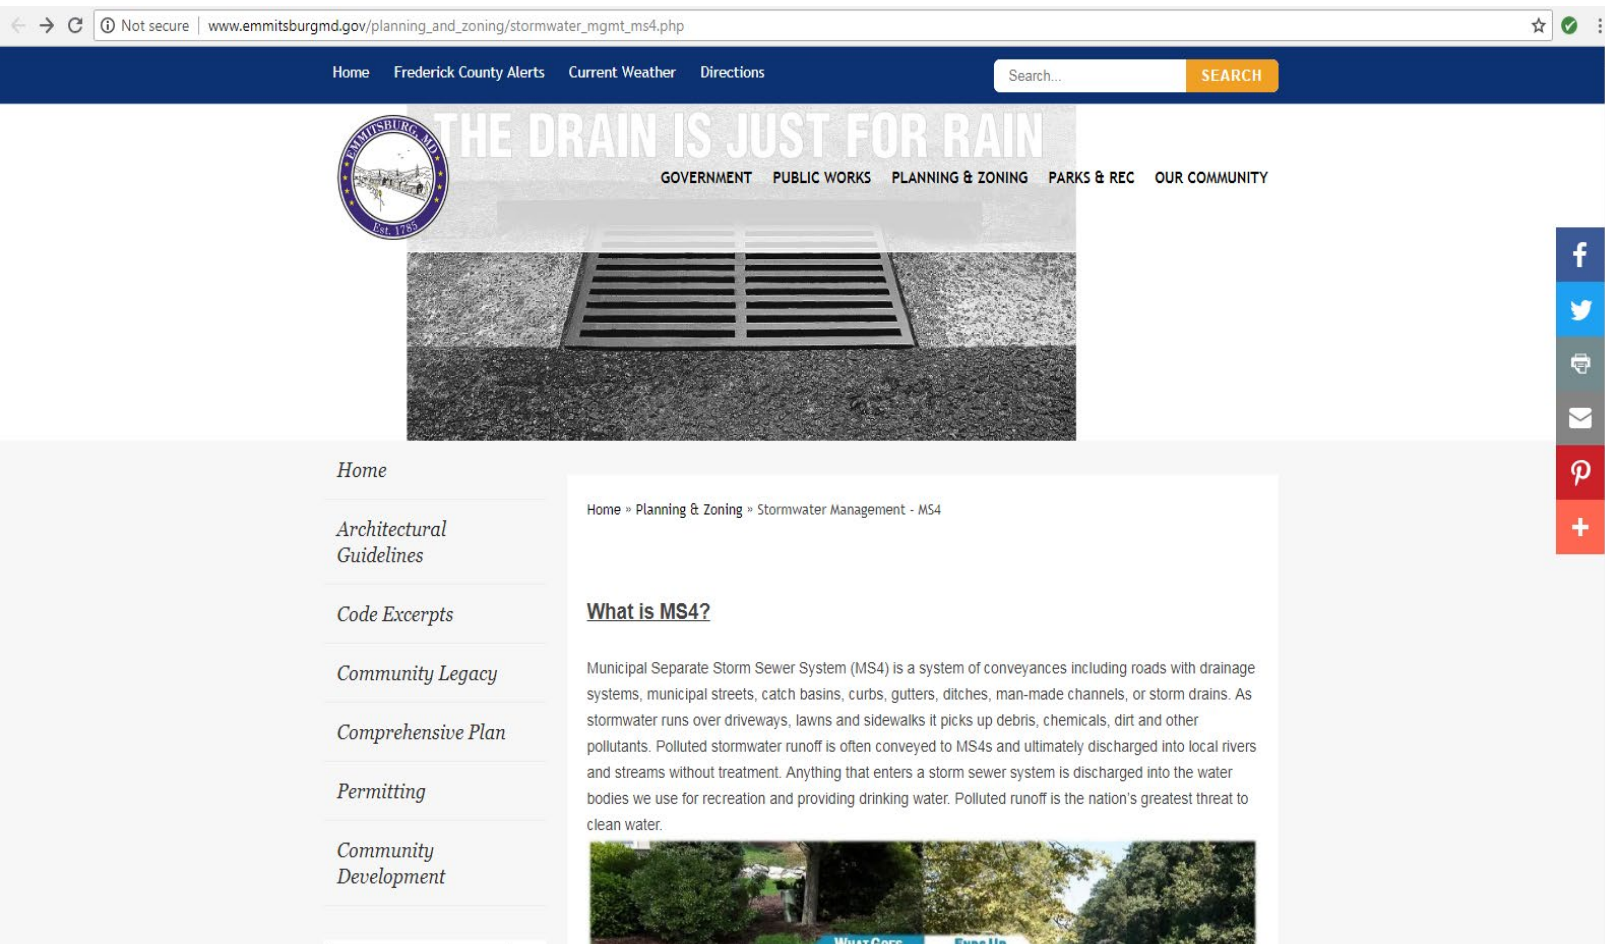 Not secure | www.emmitsburgmd.gov/planning_and_zoning/stormwater_mgmt_ms4.php
Home Frederick County Alerts Current Weather Directions Search... SEARCH
THE DRAIN IS JUST FOR RAIN
EMMITSBURG, MD
Est. 1785
GOVERNMENT PUBLIC WORKS PLANNING & ZONING PARKS & REC OUR COMMUNITY
Home
Architectural
Guidelines
Code Excerpts
Community Legacy
Comprehensive Plan
Permitting
Community
Development
Home » Planning & Zoning » Stormwater Management - MS4
What is MS4?
Municipal Separate Storm Sewer System (MS4) is a system of conveyances including roads with drainage
systems, municipal streets, catch basins, curbs, gutters, ditches, man-made channels, or storm drains. As
stormwater runs over driveways, lawns and sidewalks it picks up debris, chemicals, dirt and other
pollutants. Polluted stormwater runoff is often conveyed to MS4s and ultimately discharged into local rivers
and streams without treatment. Anything that enters a storm sewer system is discharged into the water
bodies we use for recreation and providing drinking water. Polluted runoff is the nation's greatest threat to
clean water.
WHAT GOES ENDS UP